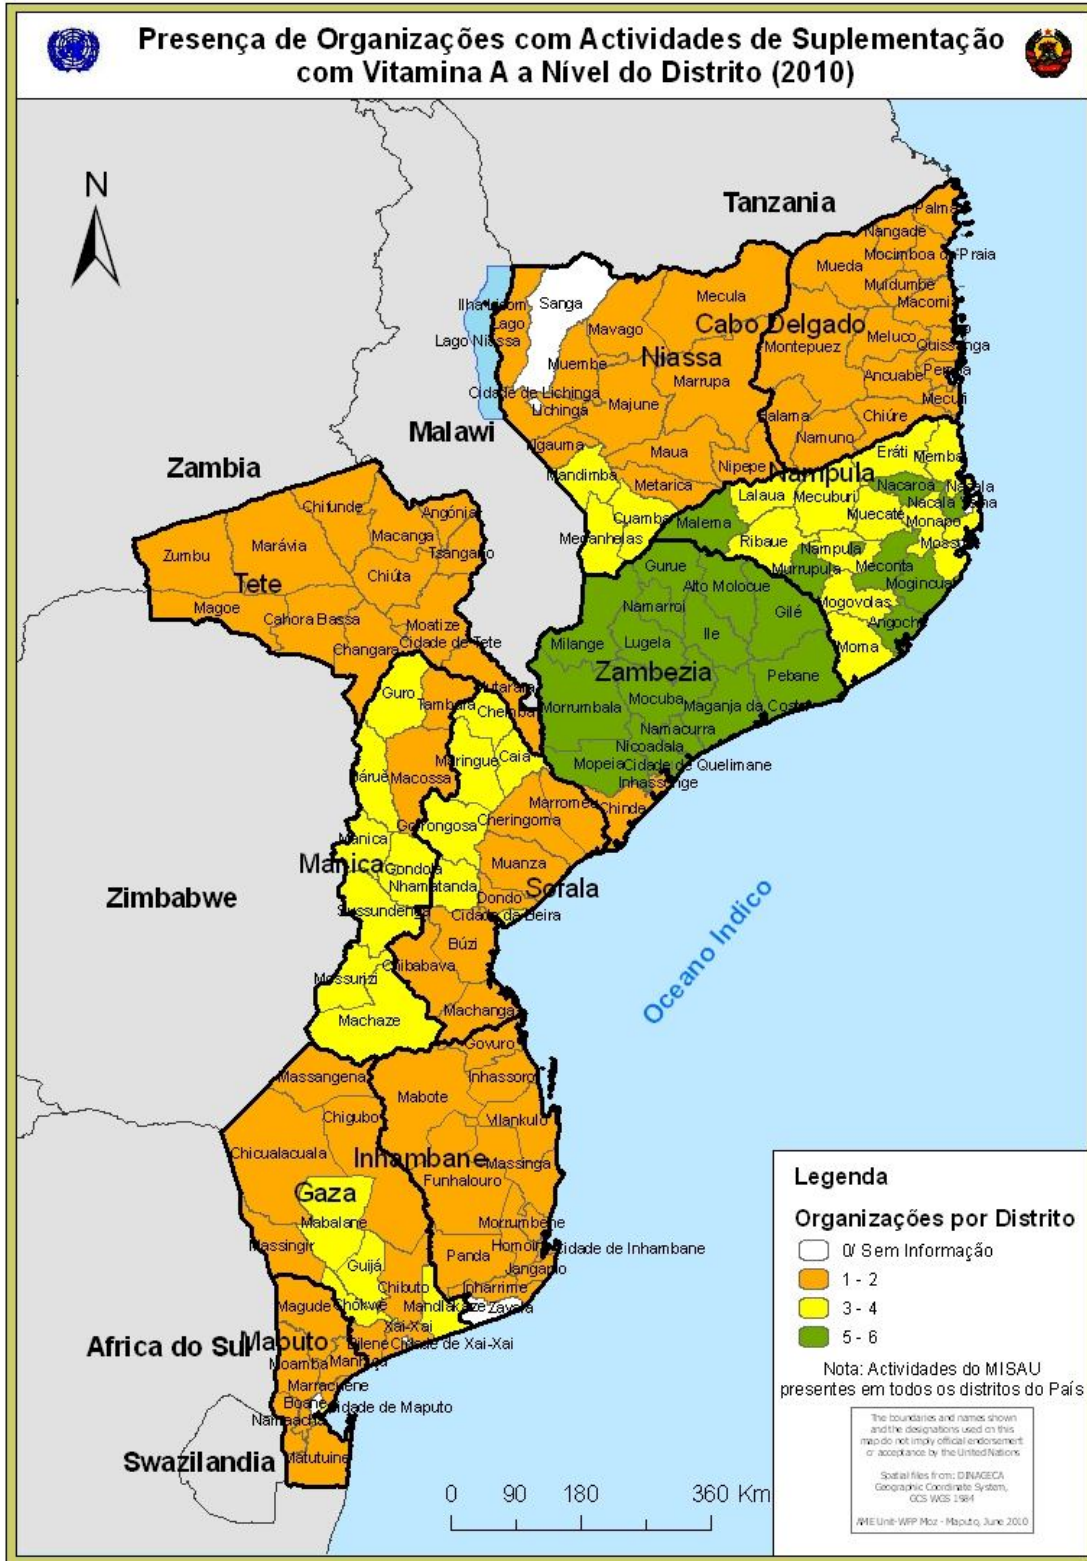 Presença de Organizações com Actividades de Suplementação
com Vitamina A a Nível do Distrito (2010)
N
Tanzania
Palma
Nangade
Mocimboa da Praia
Mueda
Muidumbe
Macomia
Mecula
Sanga
Lago
Mavago
Cabo Delgado
Lago Niassa
Montepuez
Meluco
Quissanga
Niassa
Muembe
Ancuabe
Pemba
Marrupa
Cidade de Lichinga
Lichinga
Majune
Mecufi
Balama
Chiúre
Malawi
Namuno
Ngauma
Maua
Eráti
Memba
Zambia
Nipepe
Nampula
Mandimba
Metarica
Nacaroa
Nacala
Lalaua
Mecuburi
Chifunde
Angónia
Cuamba
Malema
Muecate
Monapo
Macanga
Mecanhelas
Ribaue
Nampula
Zumbu
Marávia
Tsangano
Murrupula
Meconta
Gurue
Mogincual
Chiúta
Alto Molocue
Tete
Namarroi
Gilé
Mogovolas
Magoe
Cahora Bassa
Moatize
Angoche
Cidade de Tete
Milange
Lugela
Ile
Changara
Moma
Zambezia
Pebane
Guro
Mutarara
Tambara
Chemba
Morrumbala
Mocuba
Maganja da Costa
Namacurra
Nicoadala
Maringue
Caia
Mopeia
Cidade de Quelimane
Báruè
Macossa
Inhassunge
Marromeu
Chinde
Gorongosa
Cheringoma
Manica
Manica
Muanza
Gondola
Zimbabwe
Nhamatanda
Sofala
Dondo
Sussundenga
Cidade da Beira
Búzi
Chibabava
Mossurizi
Oceano Indico
Machaze
Machanga
Govuro
Massangena
Inhassoro
Mabote
Chigubo
Vilankulo
Chicualacuala
Inhambane
Massinga
Funhalouro
Gaza
Mabalane
Morrumbene
Massingir
Panda
Homoine
Cidade de Inhambane
Guijá
Jangamo
Chibuto
Inharrime
Magude
Chókwè
Mandlakaze
Zavala
Xai-Xai
Africa do Sul
Maputo
Bilene
Cidade de Xai-Xai
Moamba
Manhiça
Marracuene
Boane
Cidade de Maputo
Namaacha
Swazilandia
Matutuine
0 90 180 360 Km
Legenda
Organizações por Distrito
0/ Sem Informação
1 - 2
3 - 4
5 - 6
Nota: Actividades do MISAU
presentes em todos os distritos do País
The boundaries and names shown
and the designations used on this
map do not imply official endorsement
or acceptance by the United Nations
Spatial files from: DINAGECA
Geographic Coordinate System,
GCS WGS 1984
AME Unit-WFP Moz - Maputo, June 2010